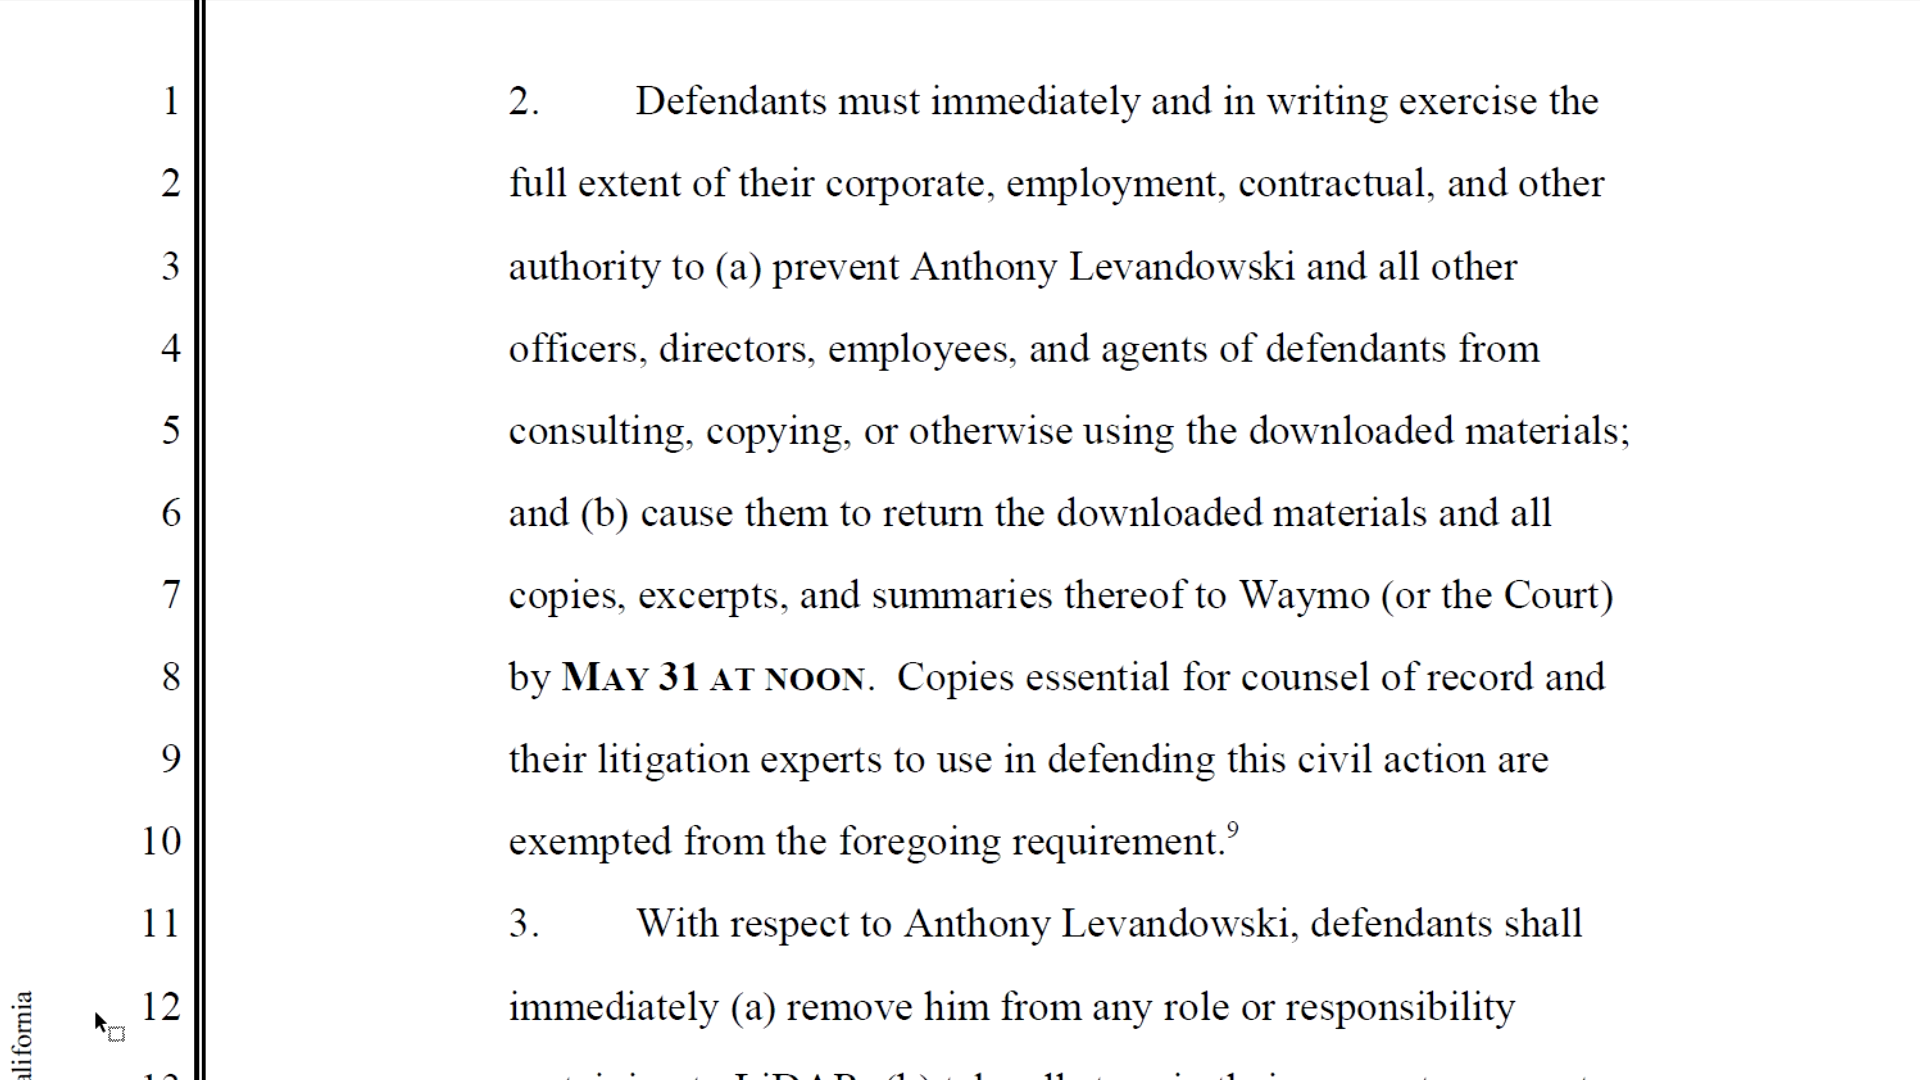 1 2. Defendants must immediately and in writing exercise the
2 full extent of their corporate, employment, contractual, and other
3 authority to (a) prevent Anthony Levandowski and all other
4 officers, directors, employees, and agents of defendants from
5 consulting, copying, or otherwise using the downloaded materials;
6 and (b) cause them to return the downloaded materials and all
7 copies, excerpts, and summaries thereof to Waymo (or the Court)
8 by MAY 31 AT NOON. Copies essential for counsel of record and
9 their litigation experts to use in defending this civil action are
10 exempted from the foregoing requirement.⁹
11 3. With respect to Anthony Levandowski, defendants shall
12 immediately (a) remove him from any role or responsibility
alifornia